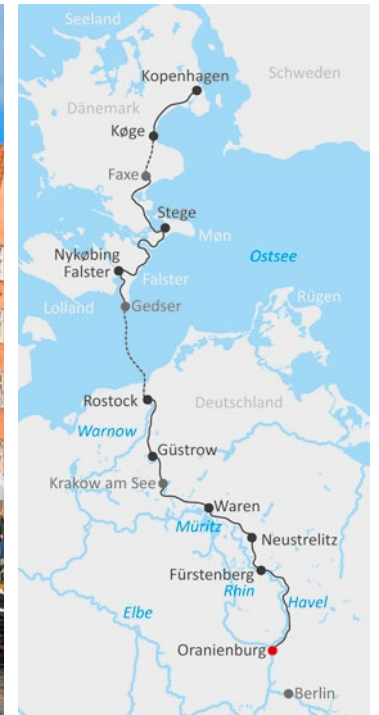 Seeland
Schweden
Kopenhagen
Dänemark
Køge
Faxe
Stege
Møn
Ostsee
Nykøbing
Falster
Falster
Rügen
Lolland
Gedser
Rostock
Deutschland
Warnow
Güstrow
Krakow am See
Waren
Müritz
Neustrelitz
Fürstenberg
Rhin
Havel
Elbe
Oranienburg
Berlin